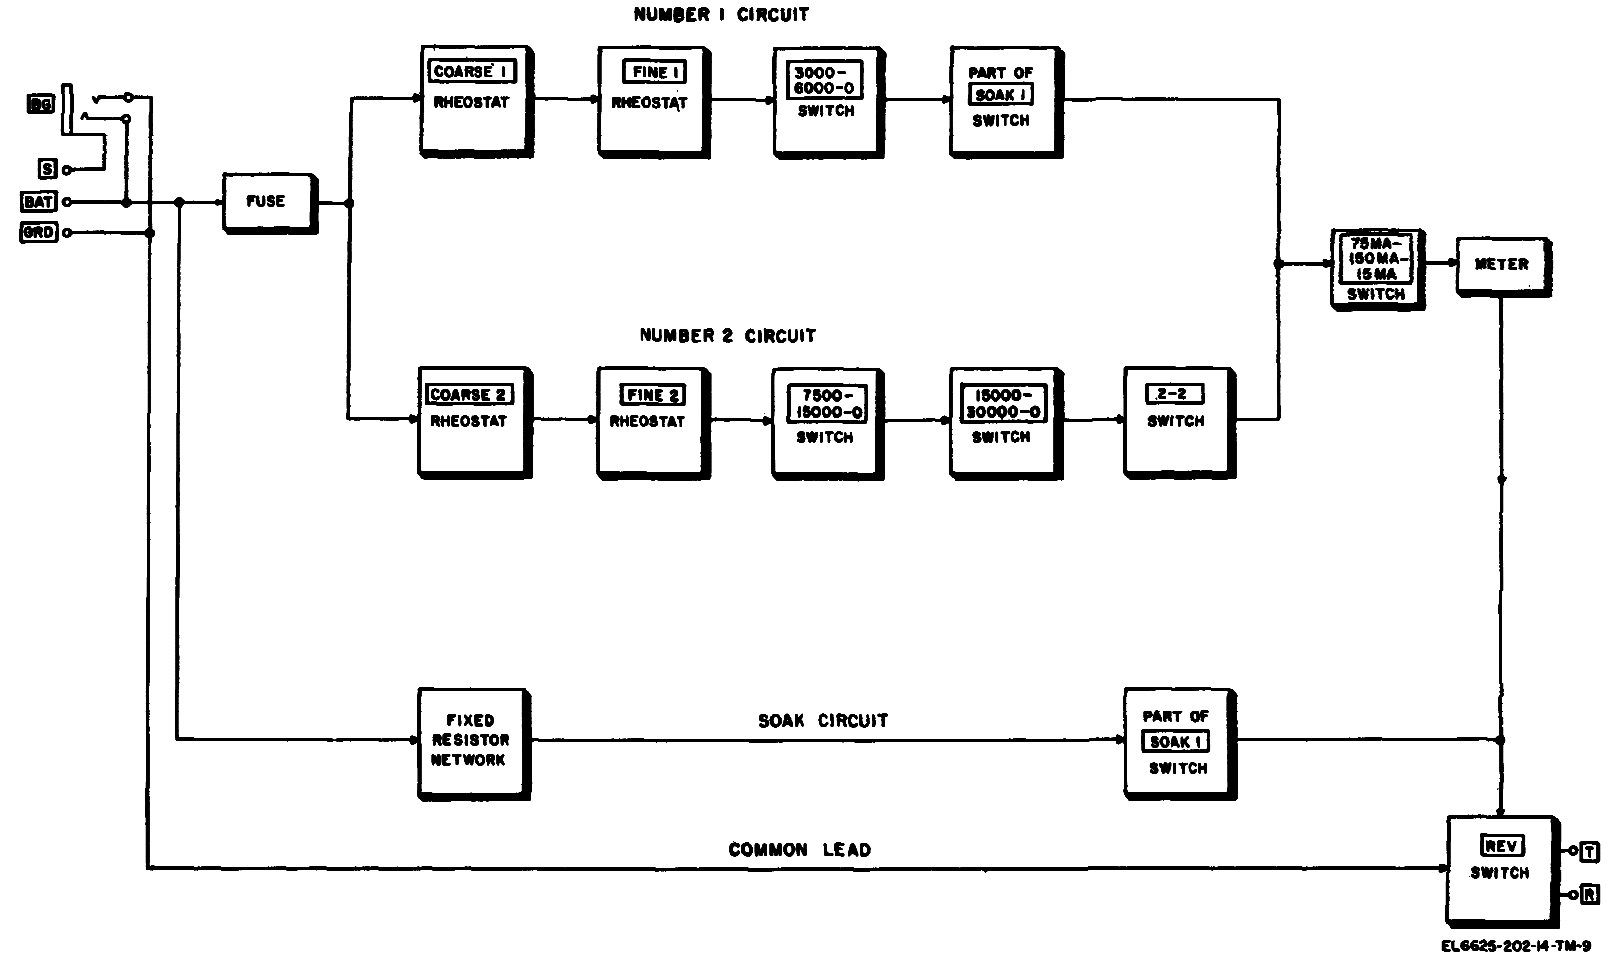 NUMBER 1 CIRCUIT
COARSE 1
RHEOSTAT
FINE 1
RHEOSTAT
3000-
6000-0
SWITCH
PART OF
SOAK 1
SWITCH
BG
S
BAT
GRD
FUSE
75MA-
150MA-
15MA
SWITCH
METER
NUMBER 2 CIRCUIT
COARSE 2
RHEOSTAT
FINE 2
RHEOSTAT
7500-
15000-0
SWITCH
15000-
30000-0
SWITCH
2-2
SWITCH
FIXED
RESISTOR
NETWORK
SOAK CIRCUIT
PART OF
SOAK 1
SWITCH
COMMON LEAD
REV
SWITCH
T
R
EL6625-202-14-TM-9